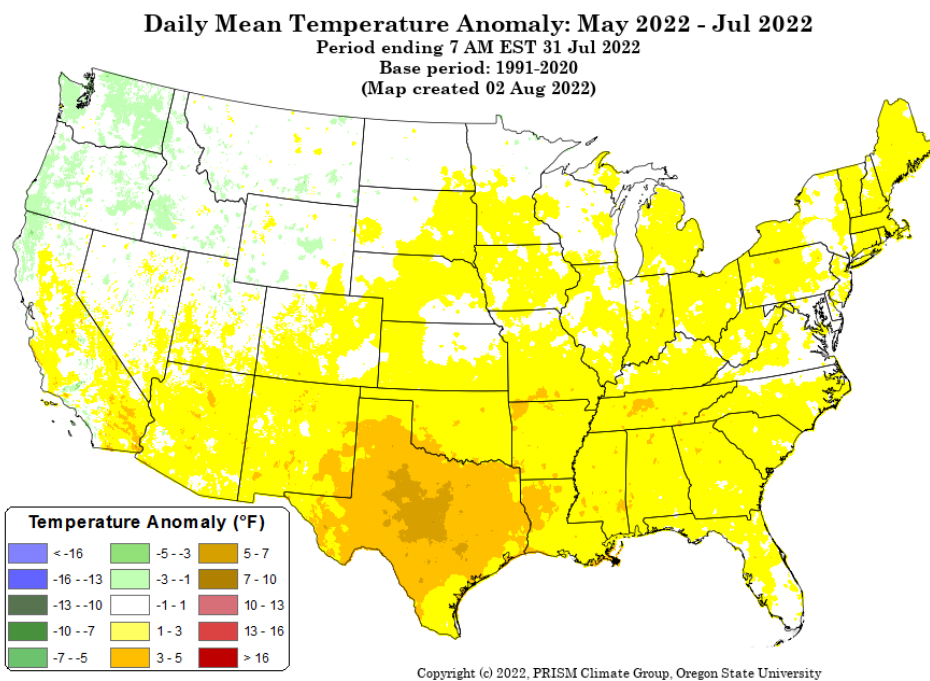 Daily Mean Temperature Anomaly: May 2022 - Jul 2022
Period ending 7 AM EST 31 Jul 2022
Base period: 1991-2020
(Map created 02 Aug 2022)
Temperature Anomaly (°F)
< -16
-5 - -3
5 - 7
-16 - -13
-3 - -1
7 - 10
-13 - -10
-1 - 1
10 - 13
-10 - -7
1 - 3
13 - 16
-7 - -5
3 - 5
> 16
Copyright (c) 2022, PRISM Climate Group, Oregon State University